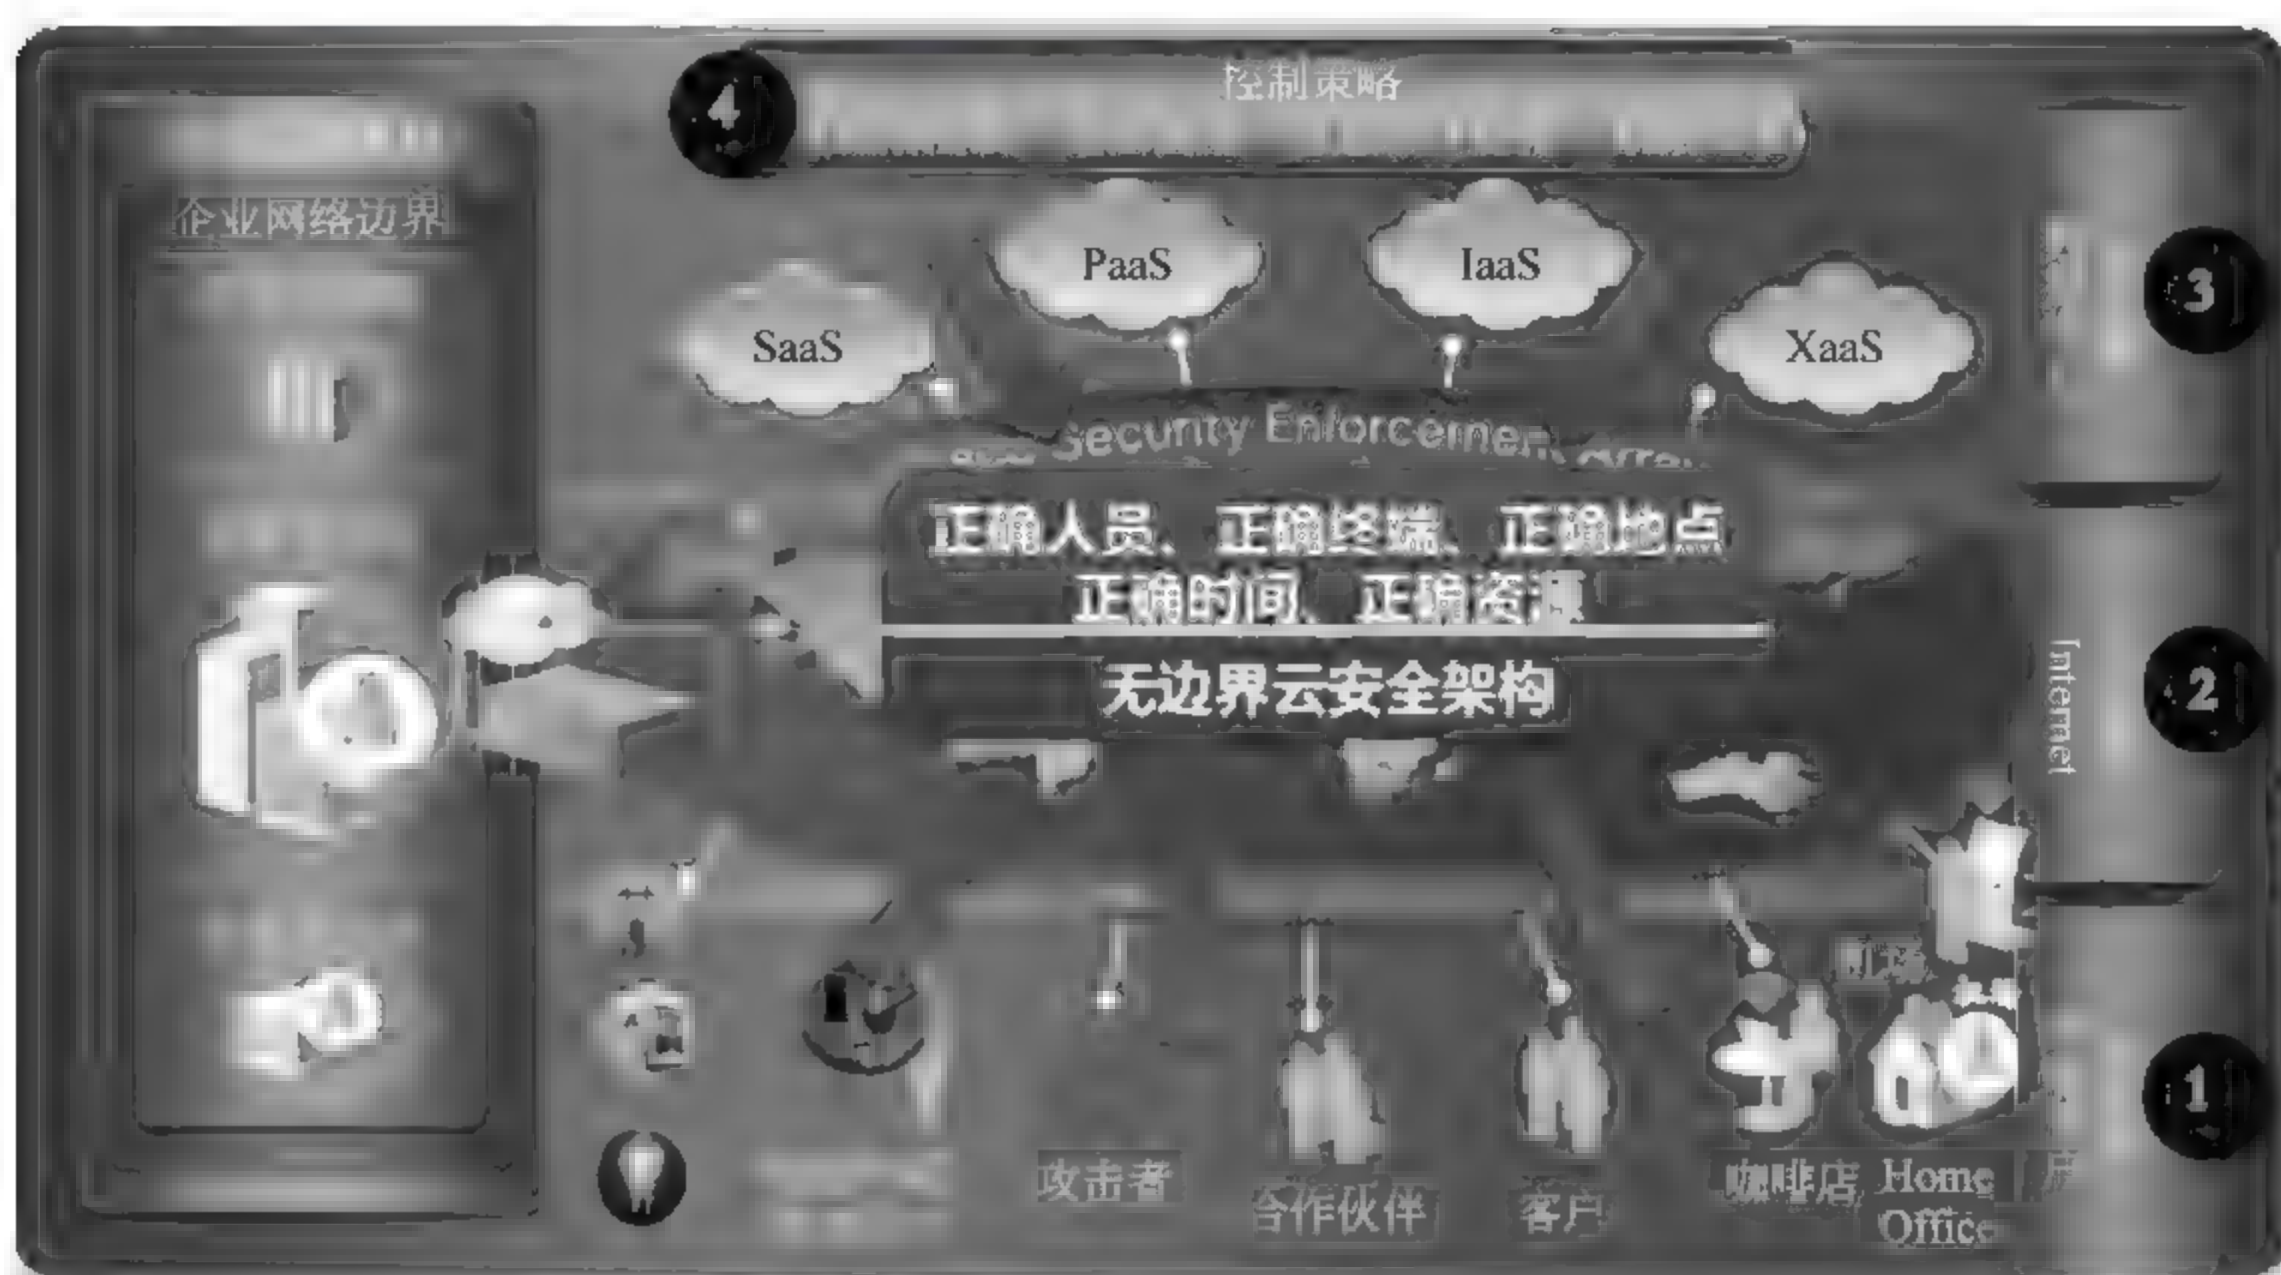 4
控制策略
企业网络边界
PaaS
IaaS
SaaS
XaaS
3
Security Enforcement
正确人员、正确终端、正确地点
正确时间、正确资
无边界云安全架构
Internet
2
机场
1
攻击者
合作伙伴
客户
咖啡店
Home
Office